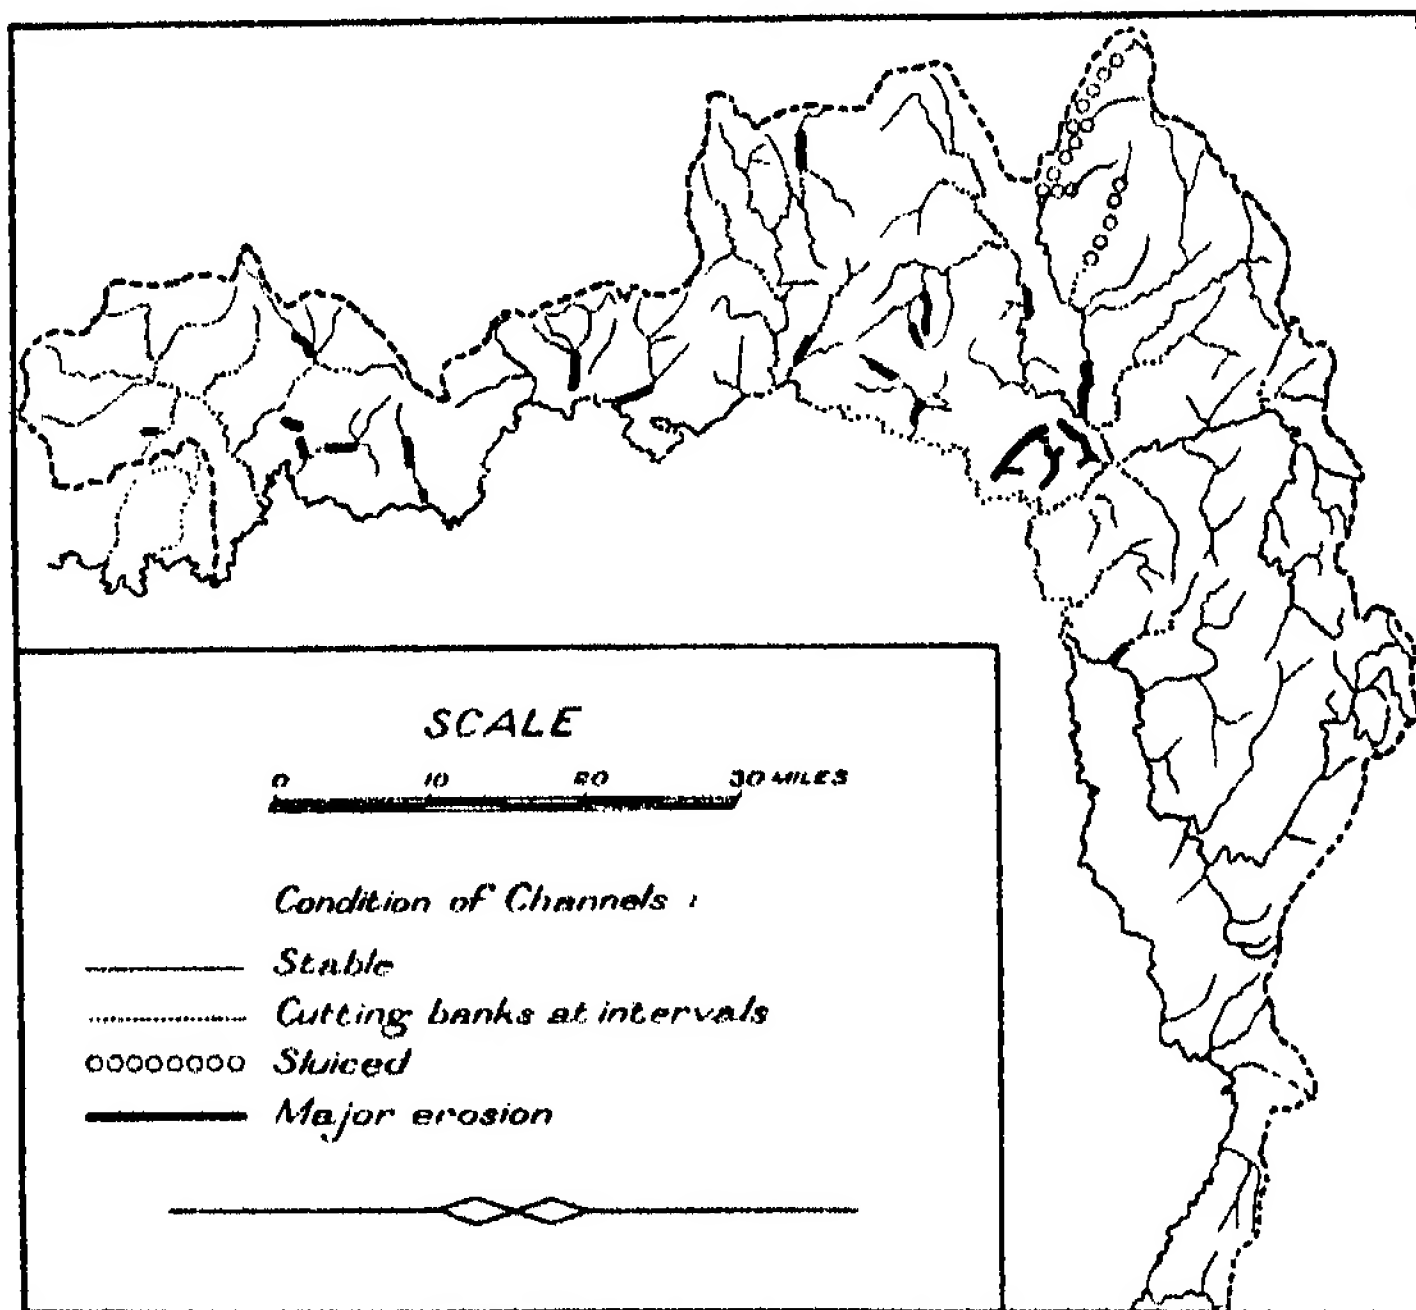 SCALE
0 10 20 30 MILES
Condition of Channels :
Stable
Cutting banks at intervals
Sluiced
Major erosion